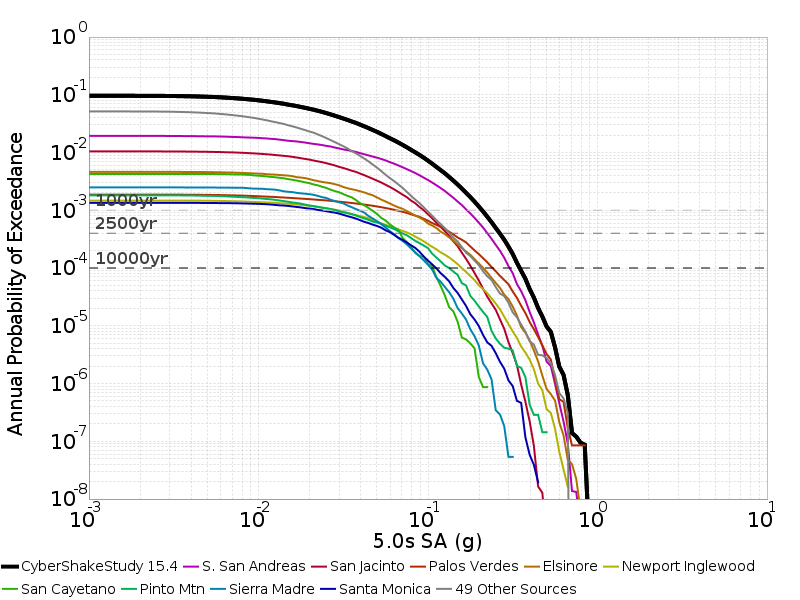 10^0
10^-1
10^-2
10^-3
10^-4
10^-5
10^-6
10^-7
10^-8
Annual Probability of Exceedance
1000yr
2500yr
10000yr
10^-3 10^-2 10^-1 10^0 10^1
5.0s SA (g)
CyberShakeStudy 15.4 S. San Andreas San Jacinto Palos Verdes Elsinore Newport Inglewood
San Cayetano Pinto Mtn Sierra Madre Santa Monica 49 Other Sources